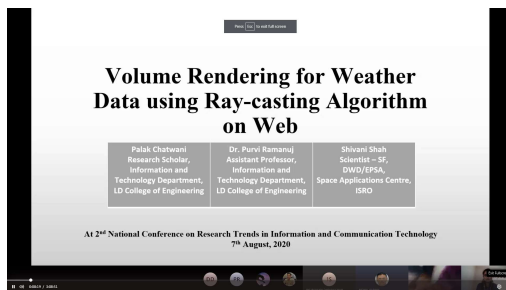 Press Esc to exit full screen
Volume Rendering for Weather
Data using Ray-casting Algorithm
on Web
Palak Chatwani
Research Scholar,
Information and
Technology Department,
LD College of Engineering
Dr. Purvi Ramanuj
Assistant Professor,
Information and
Technology Department,
LD College of Engineering
Shivani Shah
Scientist – SF,
DWD/EPSA,
Space Applications Centre,
ISRO
At 2nd National Conference on Research Trends in Information and Communication Technology
7th August, 2020